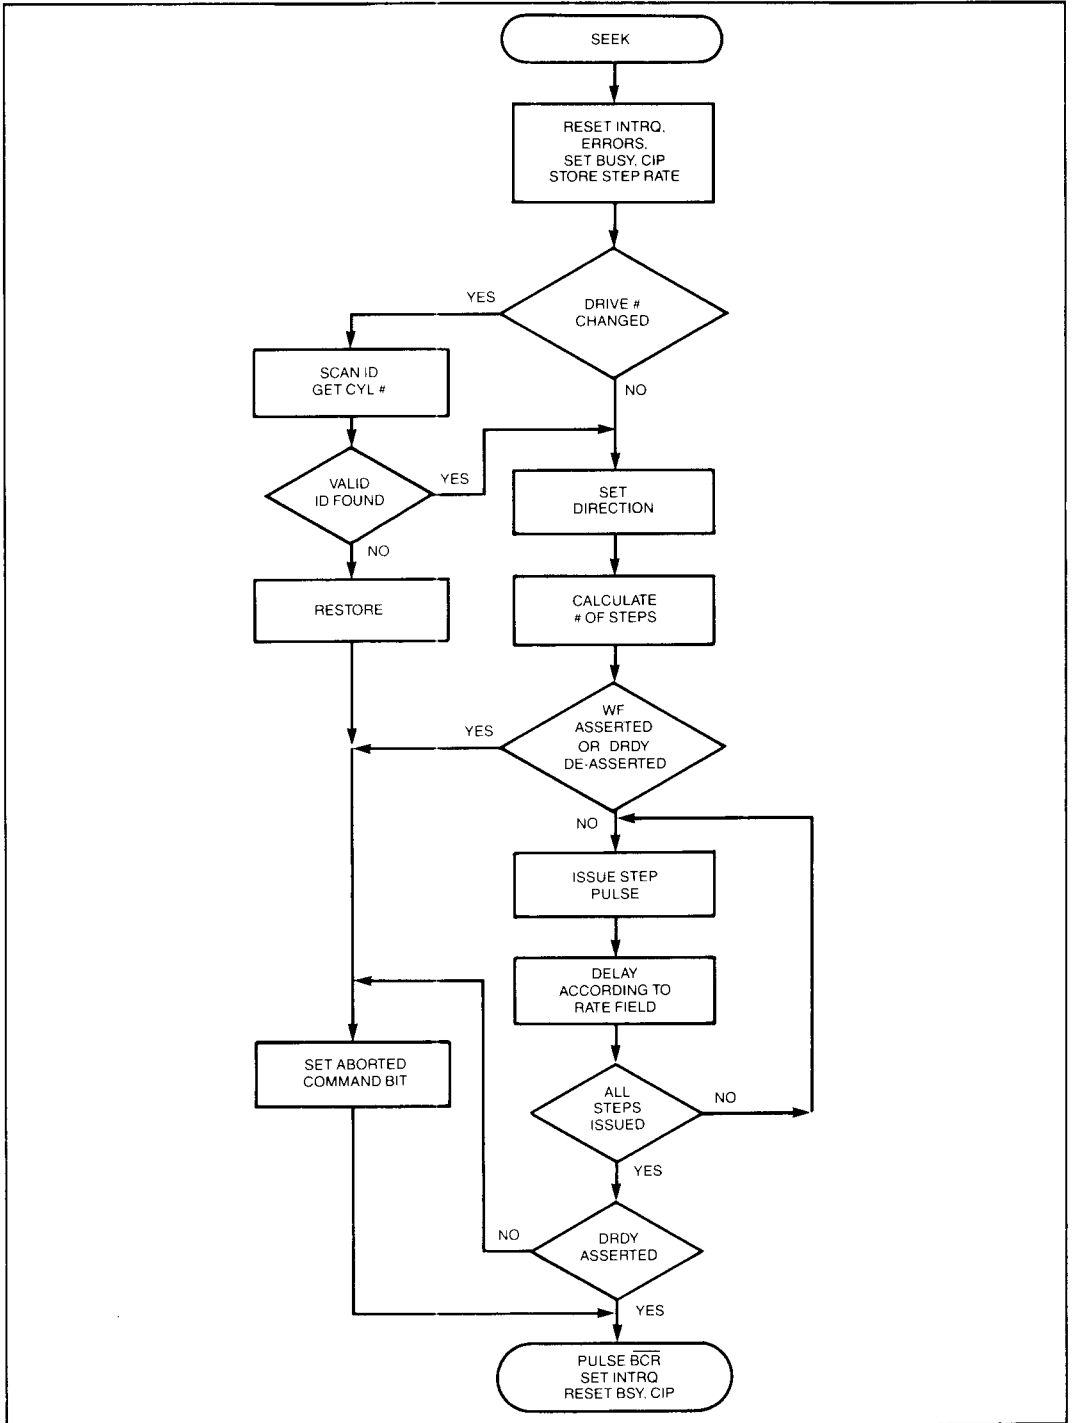 SEEK
RESET INTRQ,
ERRORS,
SET BUSY, CIP
STORE STEP RATE
YES
DRIVE #
CHANGED
NO
SCAN ID
GET CYL #
VALID
ID FOUND
YES
NO
SET
DIRECTION
RESTORE
CALCULATE
# OF STEPS
YES
WF
ASSERTED
OR DRDY
DE-ASSERTED
NO
ISSUE STEP
PULSE
DELAY
ACCORDING TO
RATE FIELD
SET ABORTED
COMMAND BIT
ALL
STEPS
ISSUED
NO
YES
NO
DRDY
ASSERTED
YES
PULSE B̅C̅R̅
SET INTRQ
RESET BSY, CIP